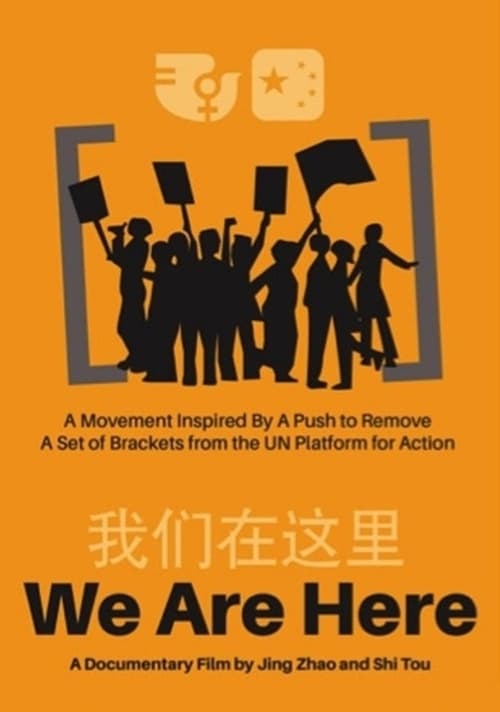 A Movement Inspired By A Push to Remove
A Set of Brackets from the UN Platform for Action
我们在这里
We Are Here
A Documentary Film by Jing Zhao and Shi Tou